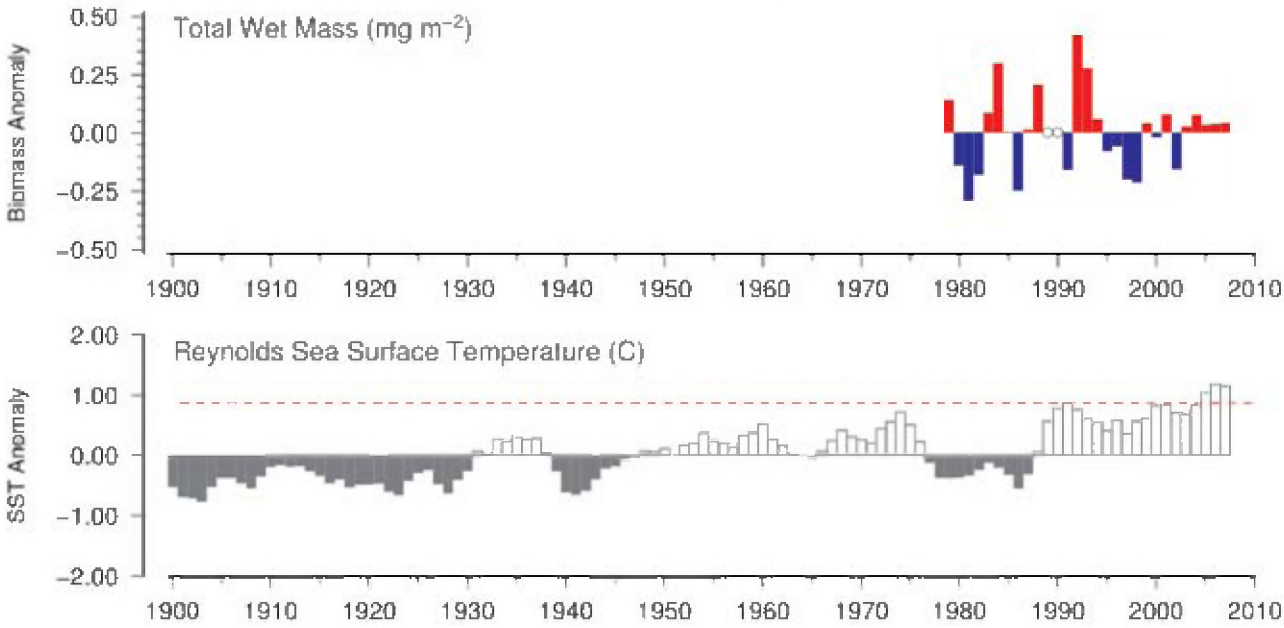 0.50
Total Wet Mass (mg m⁻²)
0.25
0.00
−0.25
−0.50
Biomass Anomaly
1900 1910 1920 1930 1940 1950 1960 1970 1980 1990 2000 2010
2.00
Reynolds Sea Surface Temperature (C)
1.00
0.00
−1.00
−2.00
SST Anomaly
1900 1910 1920 1930 1940 1950 1960 1970 1980 1990 2000 2010